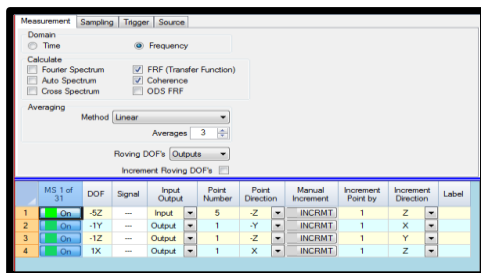 Measurement Sampling Trigger Source
Domain
Time Frequency
Calculate
Fourier Spectrum FRF (Transfer Function)
Auto Spectrum Coherence
Cross Spectrum ODS FRF
Averaging
Method Linear
Averages 3
Roving DOF's Outputs
Increment Roving DOF's
MS 1 of 31 DOF Signal Input Output Point Number Point Direction Manual Increment Increment Point by Increment Direction Label
1 On -5Z --- Input 5 -Z INCRMT 1 Z
2 On -1Y --- Output 1 -Y INCRMT 1 X
3 On -1Z --- Output 1 -Z INCRMT 1 Y
4 On 1X --- Output 1 X INCRMT 1 Z